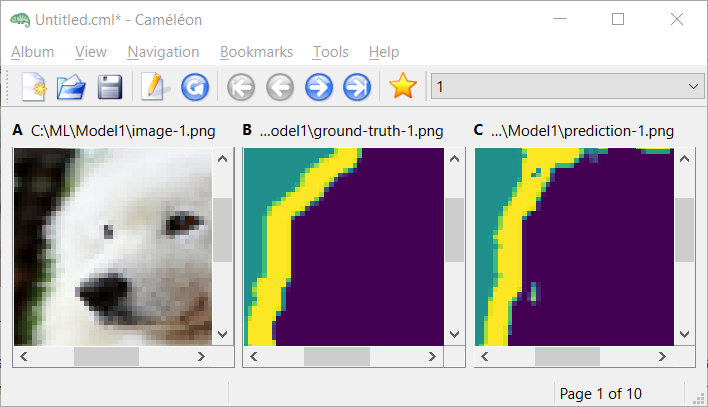 Untitled.cml* - Caméléon
Album View Navigation Bookmarks Tools Help
1
A C:\ML\Model1\image-1.png B ...odel1\ground-truth-1.png C ...\Model1\prediction-1.png
Page 1 of 10